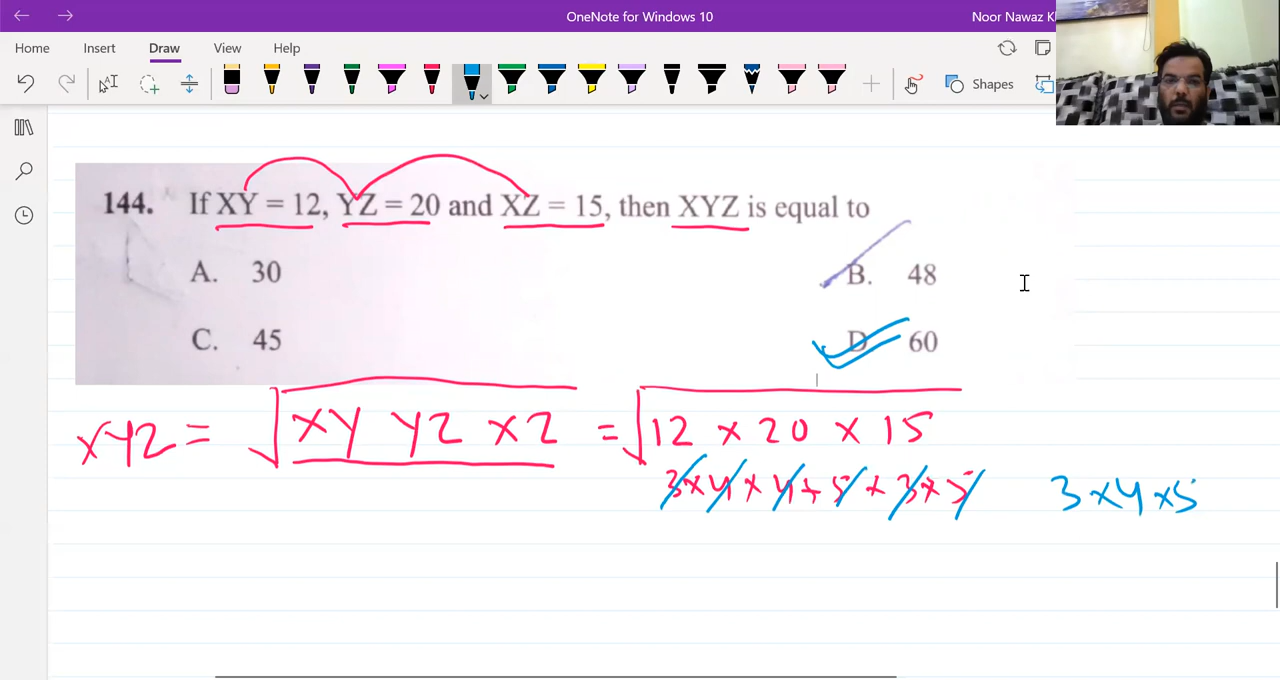 OneNote for Windows 10
Noor Nawaz K
Home Insert Draw View Help
Shapes
144. If XY = 12, YZ = 20 and XZ = 15, then XYZ is equal to
A. 30
B. 48
C. 45
D 60
XYZ = √XY YZ XZ = √12 × 20 × 15
3×4 × 4×5 × 3×5 3×4×5